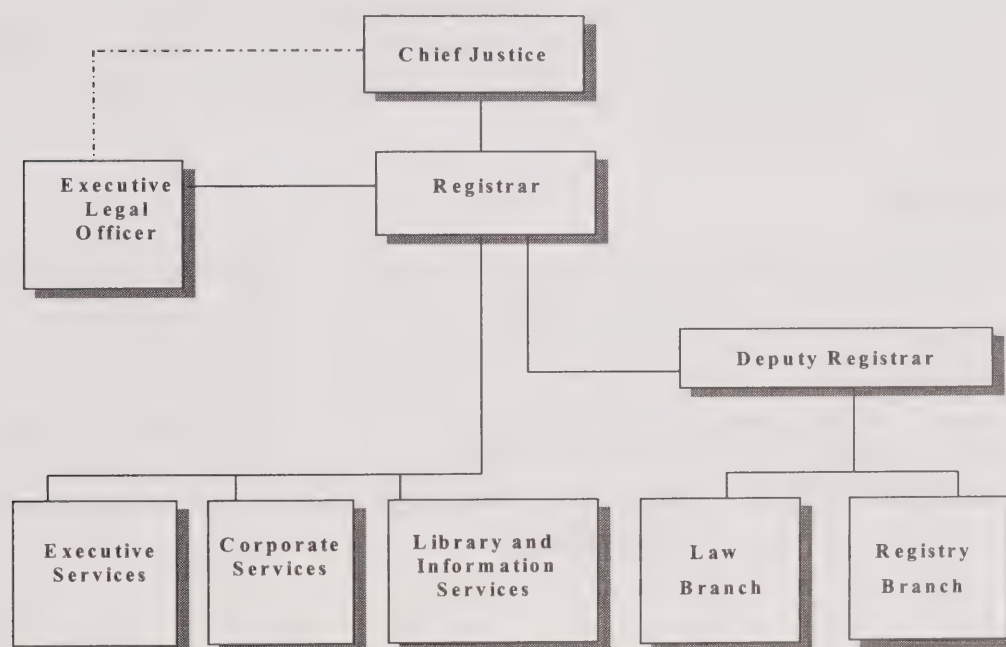 Chief Justice
Executive
Legal
Officer
Registrar
Deputy Registrar
Executive
Services
Corporate
Services
Library and
Information
Services
Law
Branch
Registry
Branch